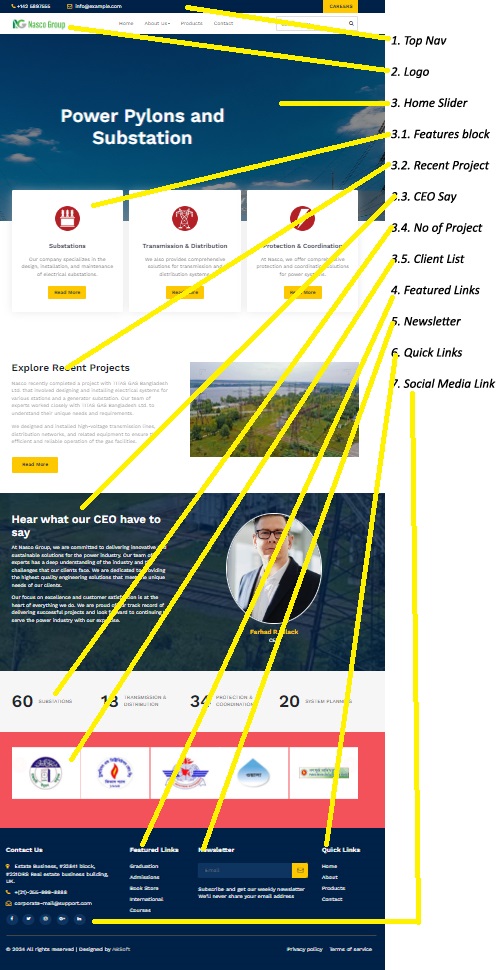 +142 5897555 info@example.com CAREERS
NG Nasco Group Home About Us Products Contact
Power Pylons and
Substation
Substations
Our company specializes in the
design, installation, and maintenance
of electrical substations.
Read More
Transmission & Distribution
We also provide comprehensive
solutions for transmission and
distribution systems.
Read More
Protection & Coordination
Lastly, we offer comprehensive
protection and coordination solutions
for power systems.
Read More
Explore Recent Projects
Nasco recently completed a project with TITAS GAS Bangladesh
Ltd. that involved designing and installing electrical systems for
various stations and a generator substation. Our team of
experts worked closely with TITAS GAS Bangladesh Ltd. to
understand their unique needs and requirements.
We designed and installed high-voltage transmission lines,
distribution networks, and related equipment to ensure the
efficient and reliable operation of the gas facilities.
Read More
Hear what our CEO have to
say
At Nasco Group, we are committed to delivering innovative and
sustainable solutions for the power industry. Our team of
experts has a deep understanding of the industry and the
challenges that our clients face. We are dedicated to providing
the highest quality engineering solutions that meet the unique
needs of our clients.
Our focus on excellence and customer satisfaction is at the
heart of everything we do. We are proud of our track record of
delivering successful projects and look forward to continuing to
serve the power industry with our expertise.
Farhad
CEO
60 SUBSTATIONS
13 TRANSMISSION &
DISTRIBUTION
34 PROTECTION &
COORDINATION
20 SYSTEM PLANNING
Contact Us
Estate Business, #32841 block,
#221DRS Real estate business building,
UK.
+(21)-255-999-8888
corporate-mail@support.com
Featured Links
Graduation
Admissions
Book Store
International
Courses
Newsletter
Email
Subscribe and get our weekly newsletter
We'll never share your email address
Quick Links
Home
About
Products
Contact
© 2024 All rights reserved | Designed by AISoft Privacy policy Terms of service
1. Top Nav
2. Logo
3. Home Slider
3.1. Features block
3.2. Recent Project
3.3. CEO Say
3.4. No of Project
3.5. Client List
4. Featured Links
5. Newsletter
6. Quick Links
7. Social Media Link